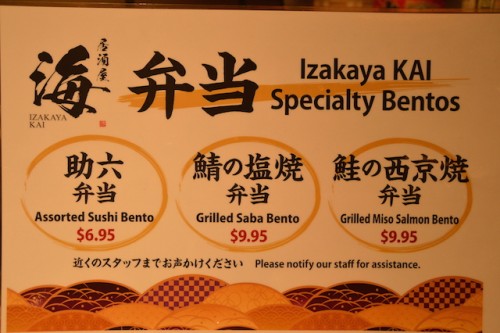 居酒屋
海
IZAKAYA
KAI
弁当
Izakaya KAI
Specialty Bentos
助六
弁当
Assorted Sushi Bento
$6.95
鯖の塩焼
弁当
Grilled Saba Bento
$9.95
鮭の西京焼
弁当
Grilled Miso Salmon Bento
$9.95
近くのスタッフまでお声かけください Please notify our staff for assistance.